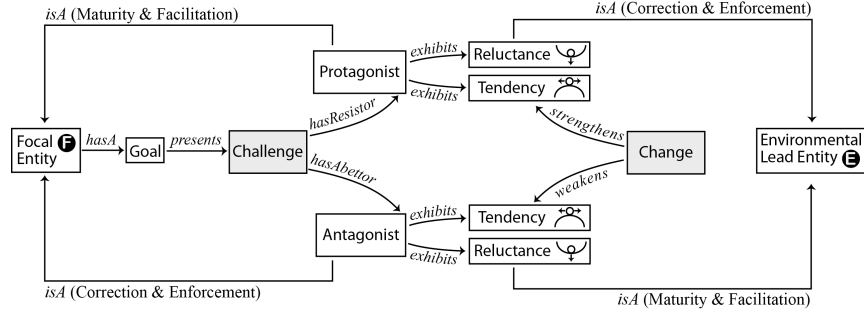 isA (Maturity & Facilitation)
isA (Correction & Enforcement)
Protagonist
exhibits
Reluctance
exhibits
Tendency
hasResistor
strengthens
Focal F
Entity
hasA
Goal
presents
Challenge
Change
Environmental
Lead Entity E
hasAbettor
weakens
Antagonist
exhibits
Tendency
exhibits
Reluctance
isA (Correction & Enforcement)
isA (Maturity & Facilitation)